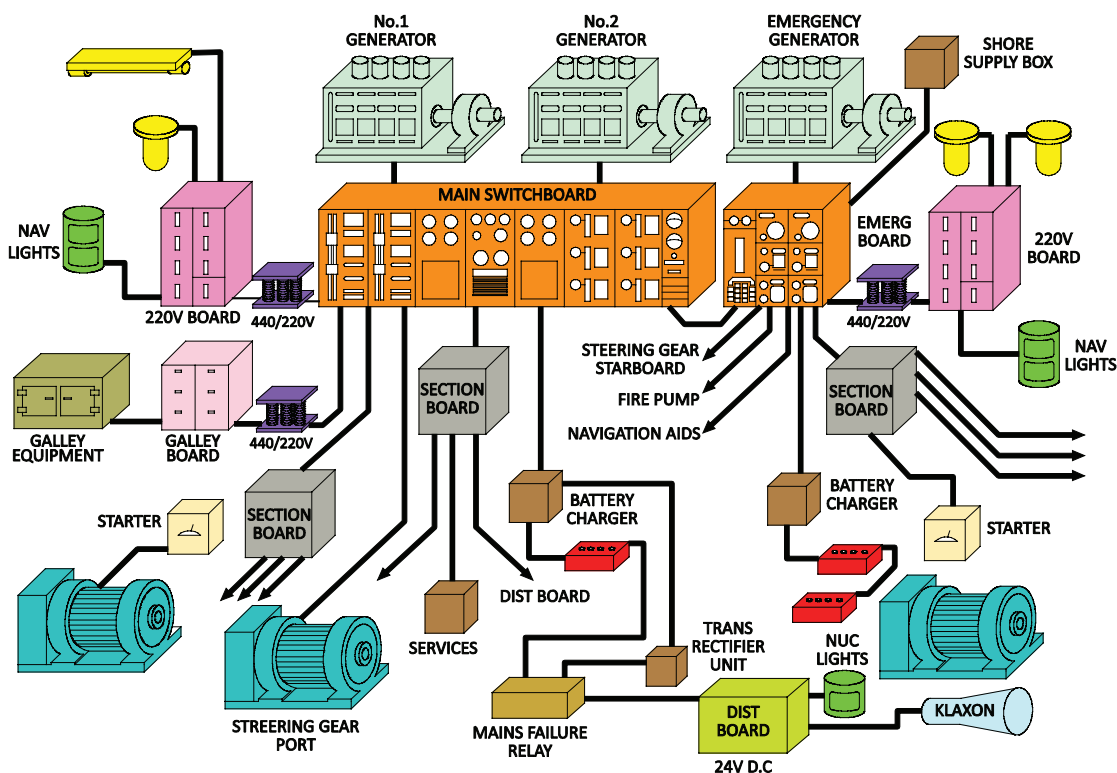 No.1
GENERATOR
No.2
GENERATOR
EMERGENCY
GENERATOR
SHORE
SUPPLY BOX
MAIN SWITCHBOARD
NAV
LIGHTS
EMERG
BOARD
220V
BOARD
220V BOARD
440/220V
440/220V
STEERING GEAR
STARBOARD
NAV
LIGHTS
SECTION
BOARD
SECTION
BOARD
FIRE PUMP
NAVIGATION AIDS
GALLEY
EQUIPMENT
GALLEY
BOARD
440/220V
BATTERY
CHARGER
BATTERY
CHARGER
STARTER
SECTION
BOARD
STARTER
DIST BOARD
SERVICES
TRANS
RECTIFIER
UNIT
NUC
LIGHTS
STREERING GEAR
PORT
MAINS FAILURE
RELAY
DIST
BOARD
KLAXON
24V D.C